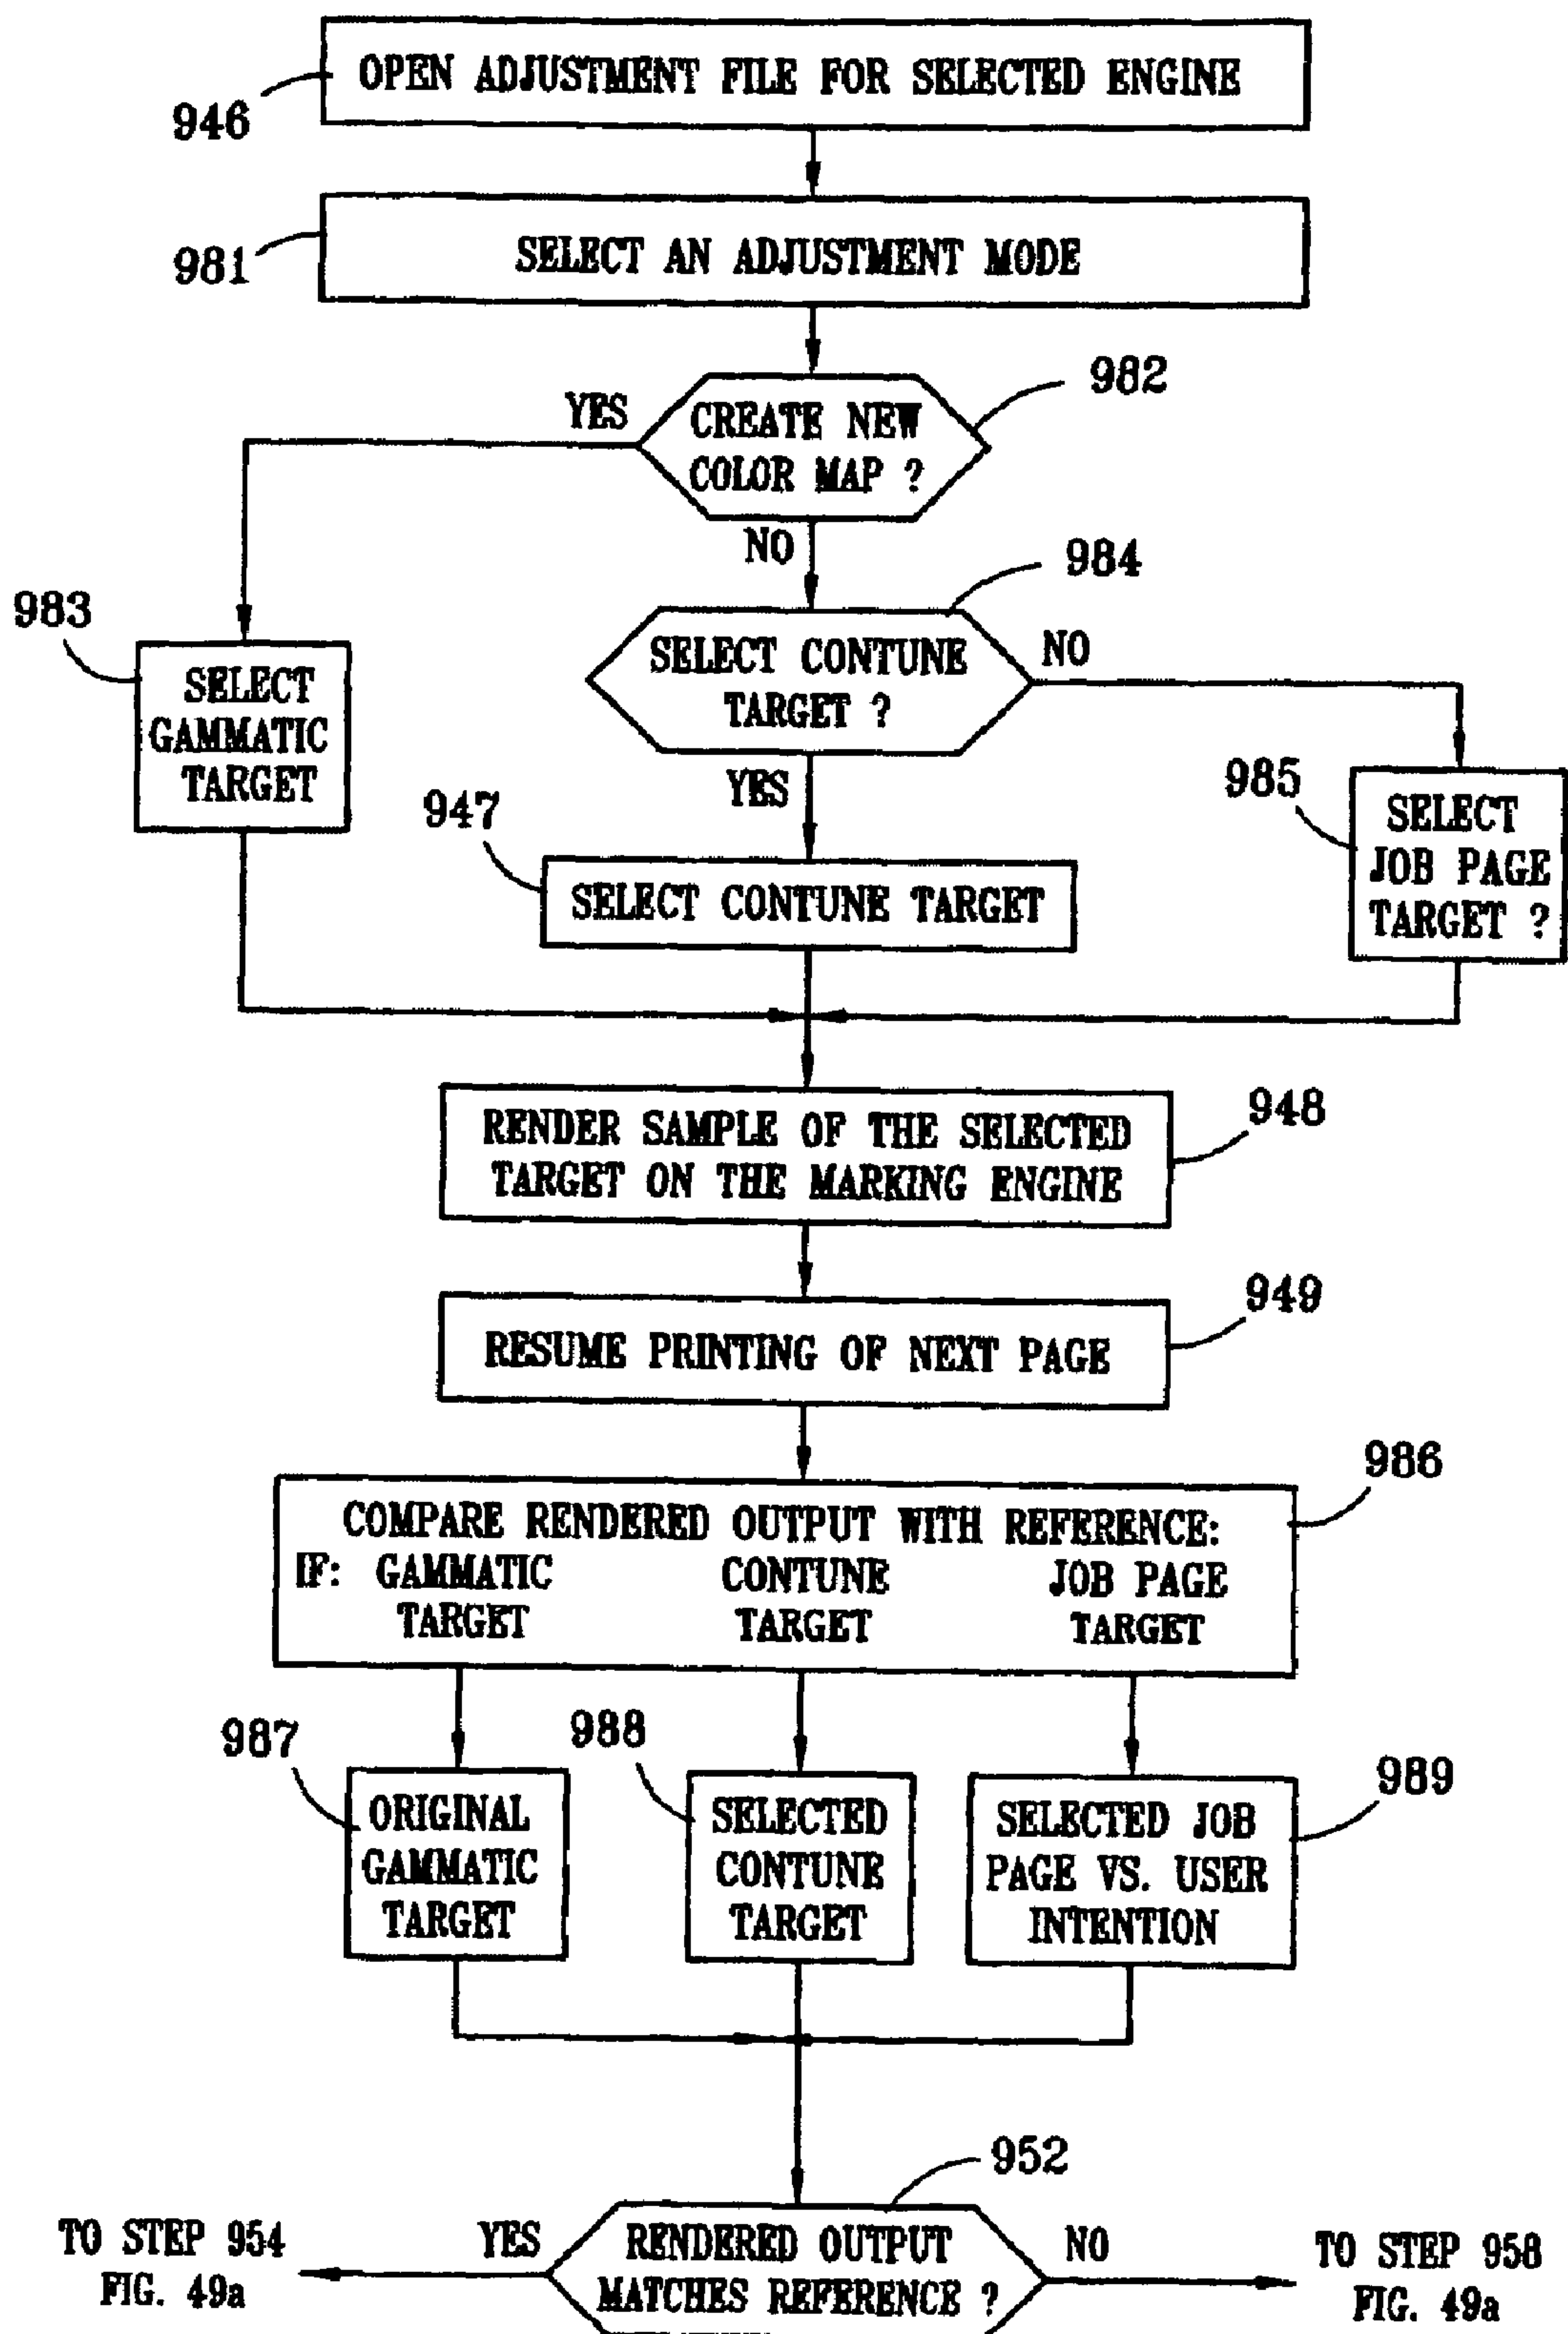 OPEN ADJUSTMENT FILE FOR SELECTED ENGINE
946
SELECT AN ADJUSTMENT MODE
981
982
YES
CREATE NEW
COLOR MAP ?
NO
984
983
SELECT CONTUNE
TARGET ?
NO
SELECT
GAMMATIC
TARGET
YES
985
947
SELECT
JOB PAGE
TARGET ?
SELECT CONTUNE TARGET
948
RENDER SAMPLE OF THE SELECTED
TARGET ON THE MARKING ENGINE
949
RESUME PRINTING OF NEXT PAGE
986
COMPARE RENDERED OUTPUT WITH REFERENCE:
IF: GAMMATIC CONTUNE JOB PAGE
TARGET TARGET TARGET
987
988
989
ORIGINAL
GAMMATIC
TARGET
SELECTED
CONTUNE
TARGET
SELECTED JOB
PAGE VS. USER
INTENTION
952
TO STEP 954
FIG. 49a
YES
RENDERED OUTPUT
MATCHES REFERENCE ?
NO
TO STEP 958
FIG. 49a